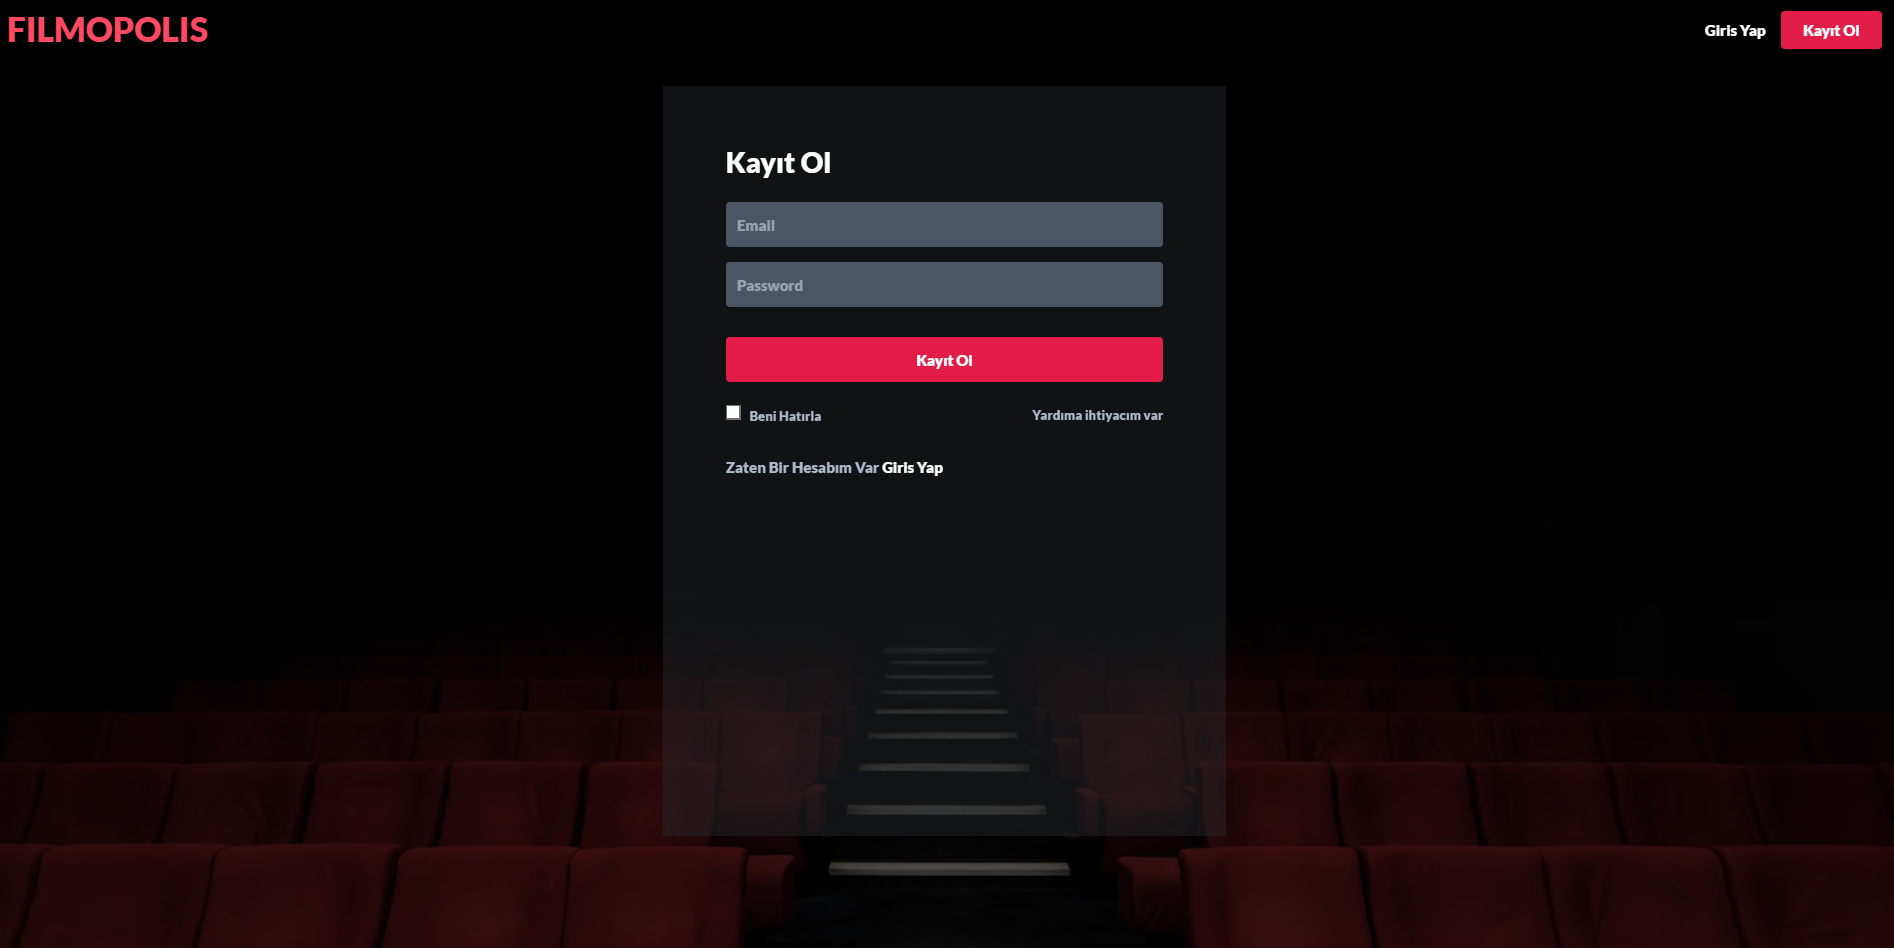 FILMOPOLIS
Giris Yap
Kayıt Ol
Kayıt Ol
Email
Password
Kayıt Ol
Beni Hatırla
Yardıma ihtiyacım var
Zaten Bir Hesabım Var Giris Yap